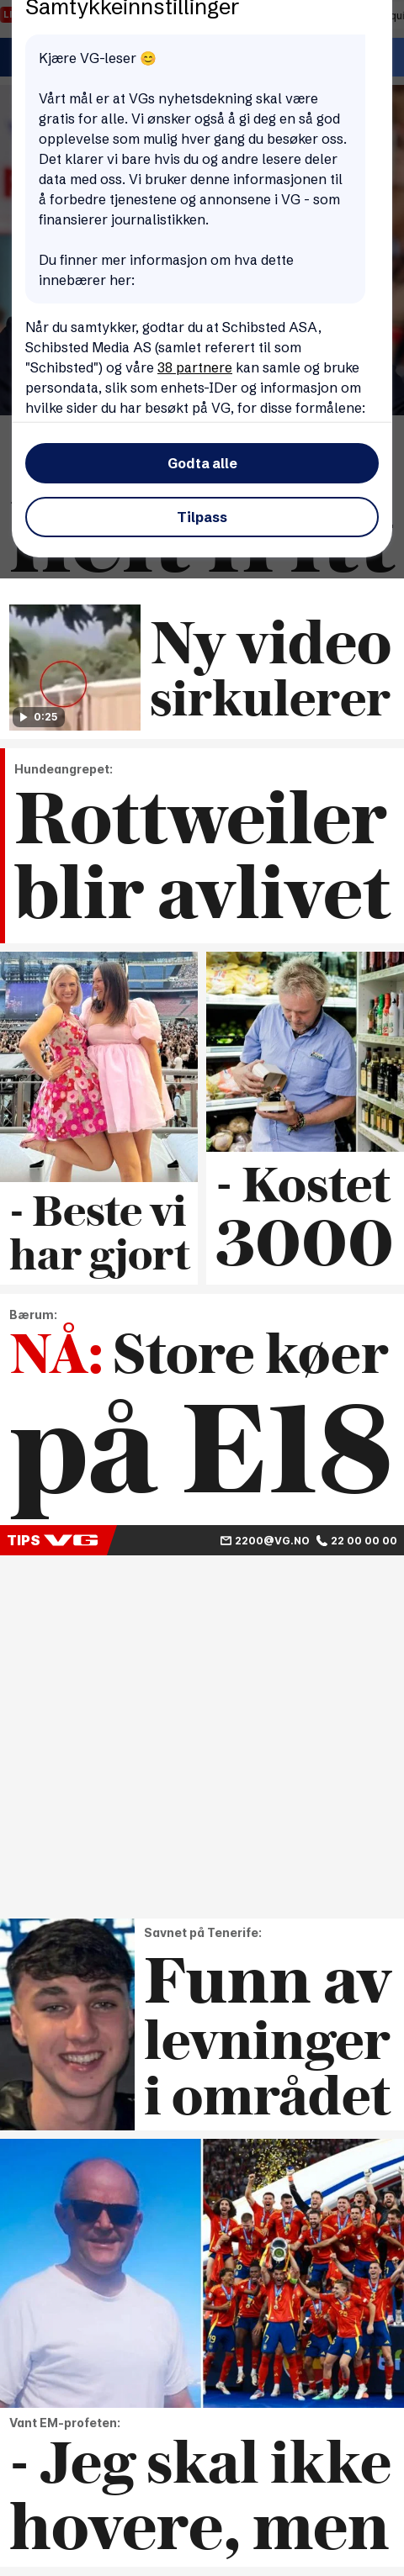 Samtykkeinnstillinger
Kjære VG-leser 😊
Vårt mål er at VGs nyhetsdekning skal være
gratis for alle. Vi ønsker også å gi deg en så god
opplevelse som mulig hver gang du besøker oss.
Det klarer vi bare hvis du og andre lesere deler
data med oss. Vi bruker denne informasjonen til
å forbedre tjenestene og annonsene i VG - som
finansierer journalistikken.
Du finner mer informasjon om hva dette
innebærer her:
Når du samtykker, godtar du at Schibsted ASA,
Schibsted Media AS (samlet referert til som
"Schibsted") og våre 38 partnere kan samle og bruke
persondata, slik som enhets-IDer og informasjon om
hvilke sider du har besøkt på VG, for disse formålene:
Godta alle
Tilpass
0:25
Ny video
sirkulerer
Hundeangrepet:
Rottweiler
blir avlivet
- Beste vi
har gjort
- Kostet
3000
Bærum:
NÅ: Store køer
på E18
TIPS VG
2200@VG.NO 22 00 00 00
Savnet på Tenerife:
Funn av
levninger
i området
Vant EM-profeten:
- Jeg skal ikke
hovere, men